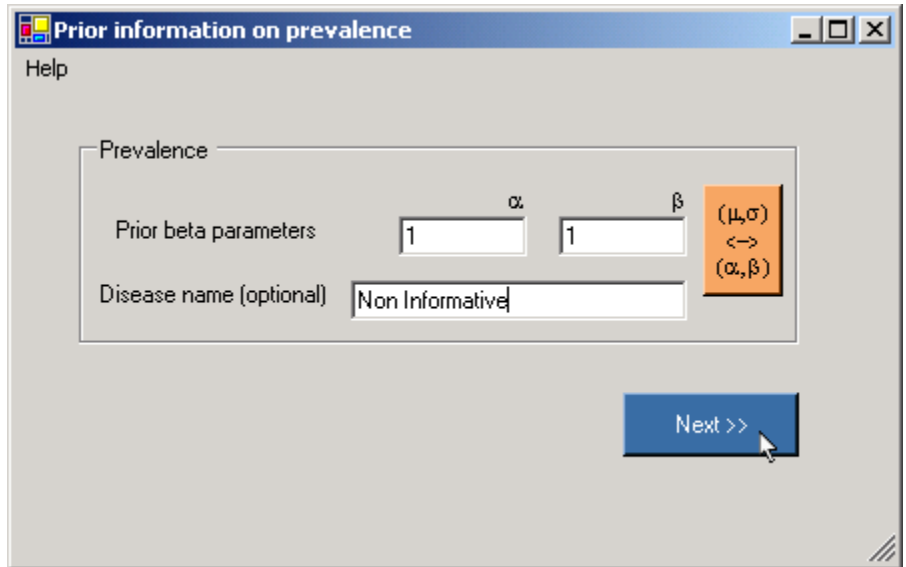 Prior information on prevalence
Help
Prevalence
α β
Prior beta parameters 1 1
(μ,σ)
<->
(α,β)
Disease name (optional) Non Informative
Next >>